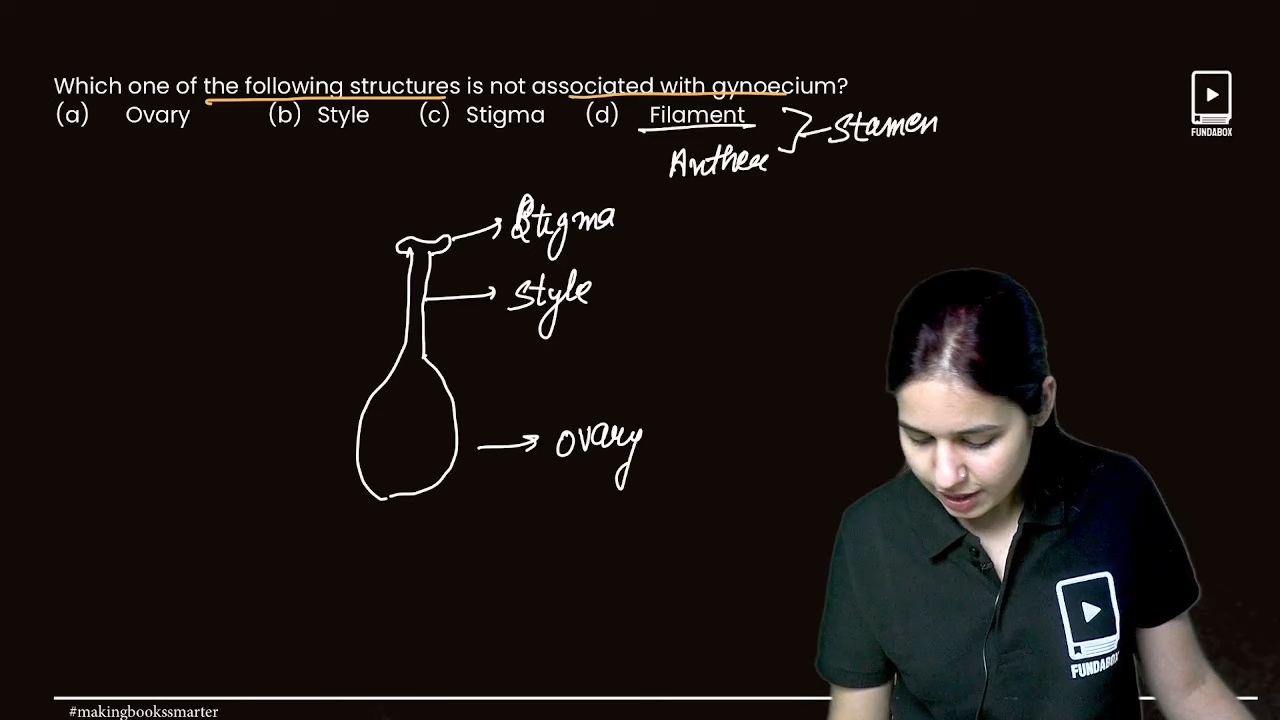 Which one of the following structures is not associated with gynoecium?
FUNDABOX
(a) Ovary (b) Style (c) Stigma (d) Filament
Stamen
Anther
Stigma
Style
Ovary
FUNDABOX
#makingbookssmarter